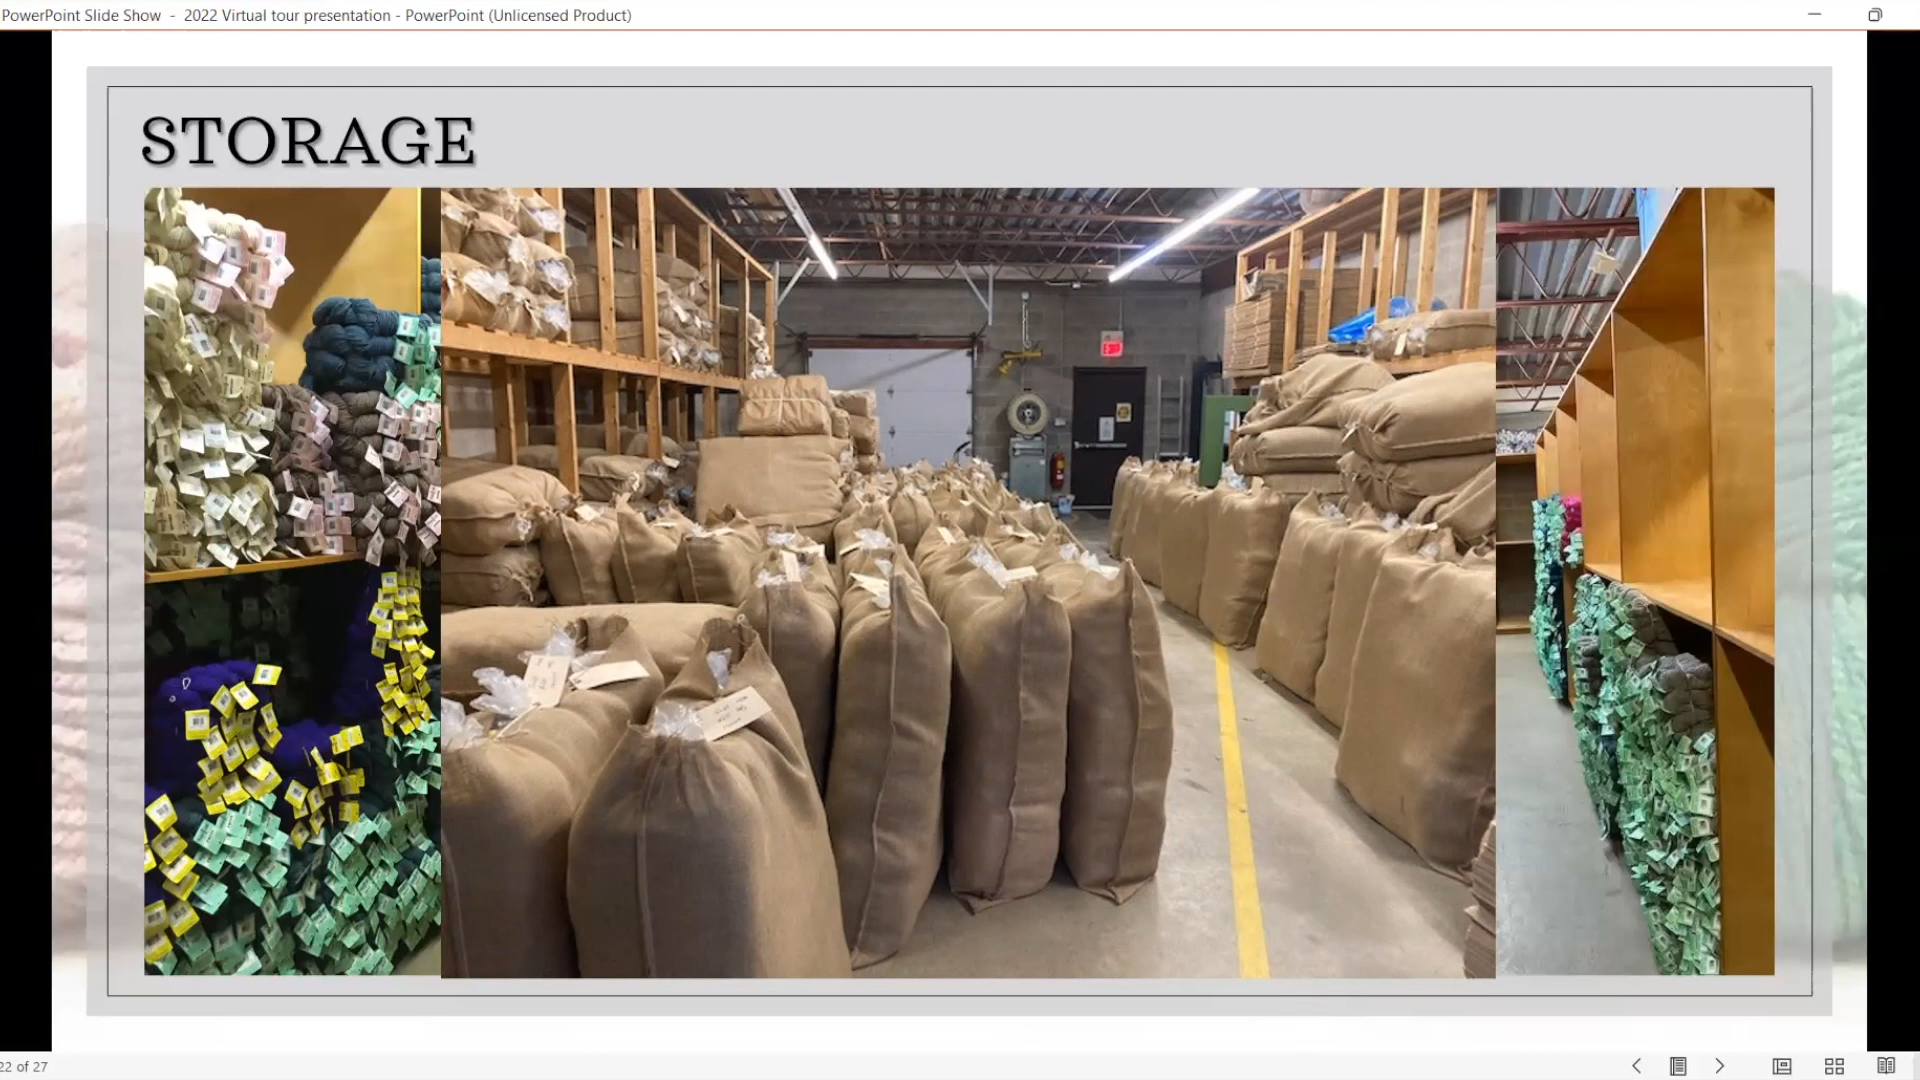 PowerPoint Slide Show - 2022 Virtual tour presentation - PowerPoint (Unlicensed Product)
STORAGE
22 of 27